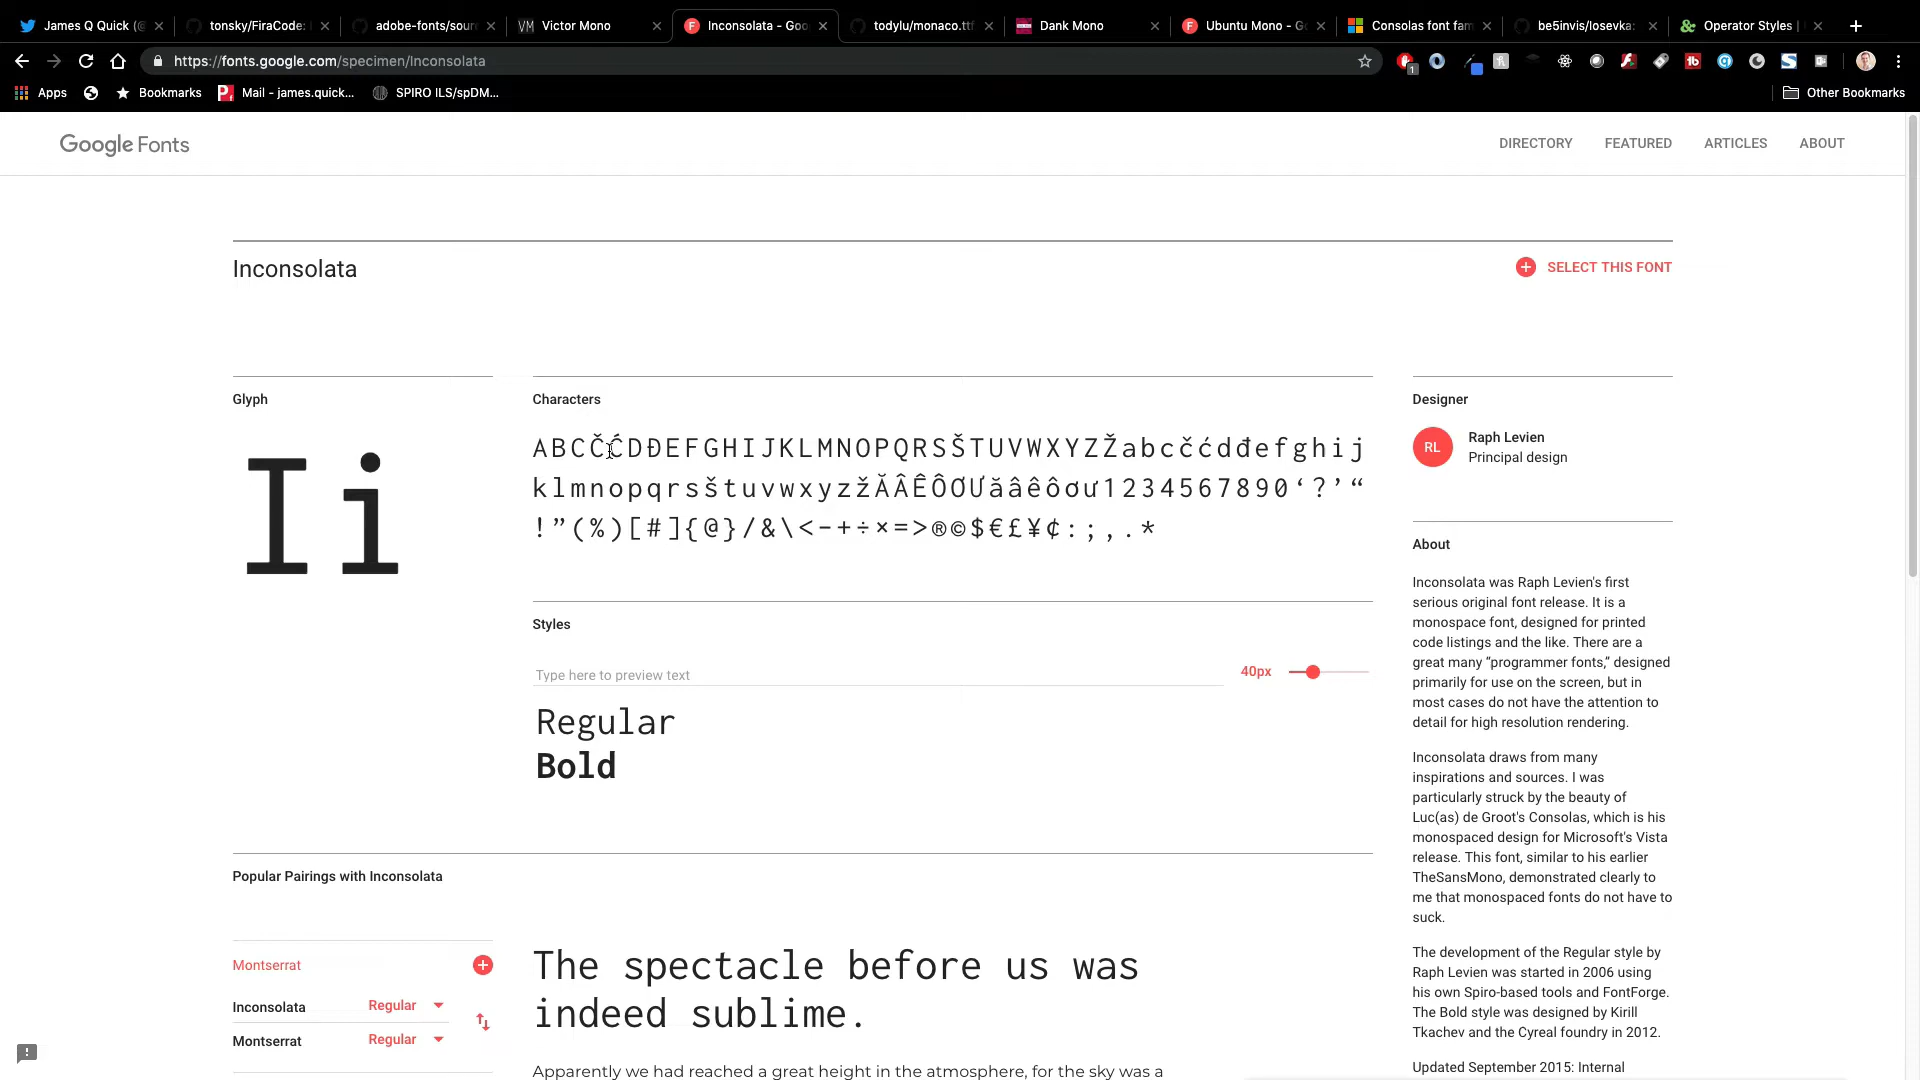 James Q Quick (@
tonsky/FiraCode:
adobe-fonts/sour
VM Victor Mono
Inconsolata - Goo
todylu/monaco.ttf
Dank Mono
Ubuntu Mono - Go
Consolas font fam
be5invis/Iosevka:
Operator Styles |
https://fonts.google.com/specimen/Inconsolata
Apps
Bookmarks
Mail - james.quick...
SPIRO ILS/spDM...
Other Bookmarks
Google Fonts
DIRECTORY
FEATURED
ARTICLES
ABOUT
Inconsolata
SELECT THIS FONT
Glyph
Ii
Characters
ABCČĆDĐEFGHIJKLMNOPQRSŠTUVWXYZŽabcčćdđefghij
klmnopqrsštuvwxyzžĂÂÊÔƠƯăâêôơư1234567890‘?’“
!”(%)[#]{@}/&\<-+÷×=>®©$€£¥¢:;,.*
Styles
Type here to preview text
40px
Regular
Bold
Popular Pairings with Inconsolata
Montserrat
Inconsolata
Regular
Montserrat
Regular
The spectacle before us was
indeed sublime.
Apparently we had reached a great height in the atmosphere, for the sky was a
Designer
RL
Raph Levien
Principal design
About
Inconsolata was Raph Levien's first
serious original font release. It is a
monospace font, designed for printed
code listings and the like. There are a
great many “programmer fonts,” designed
primarily for use on the screen, but in
most cases do not have the attention to
detail for high resolution rendering.
Inconsolata draws from many
inspirations and sources. I was
particularly struck by the beauty of
Luc(as) de Groot's Consolas, which is his
monospaced design for Microsoft's Vista
release. This font, similar to his earlier
TheSansMono, demonstrated clearly to
me that monospaced fonts do not have to
suck.
The development of the Regular style by
Raph Levien was started in 2006 using
his own Spiro-based tools and FontForge.
The Bold style was designed by Kirill
Tkachev and the Cyreal foundry in 2012.
Updated September 2015: Internal